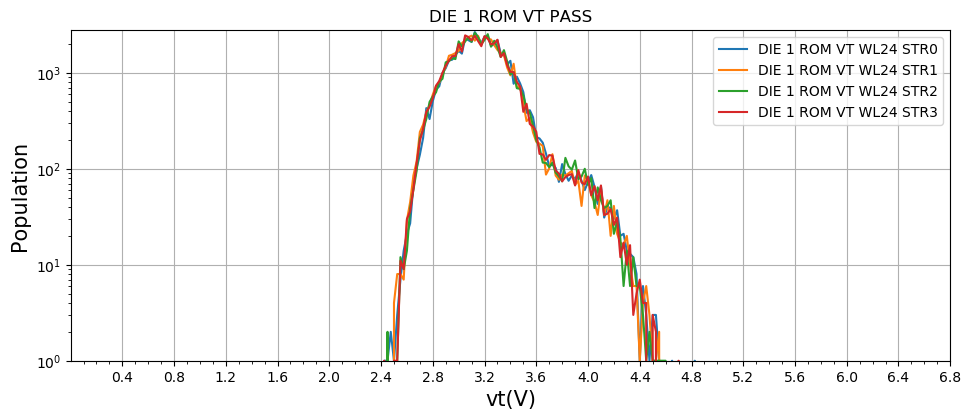 DIE 1 ROM VT PASS
DIE 1 ROM VT WL24 STR0
DIE 1 ROM VT WL24 STR1
DIE 1 ROM VT WL24 STR2
DIE 1 ROM VT WL24 STR3
Population
10³
10²
10¹
10⁰
0.4 0.8 1.2 1.6 2.0 2.4 2.8 3.2 3.6 4.0 4.4 4.8 5.2 5.6 6.0 6.4 6.8
vt(V)